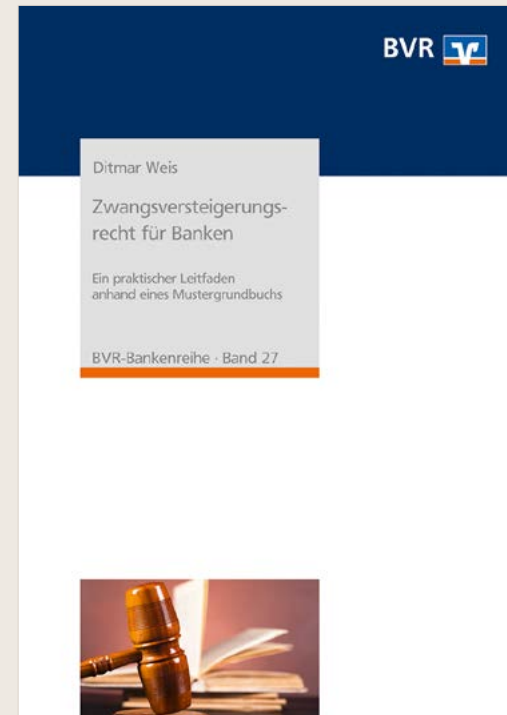 BVR
Ditmar Weis
Zwangsversteigerungs-
recht für Banken
Ein praktischer Leitfaden
anhand eines Mustergrundbuchs
BVR-Bankenreihe · Band 27